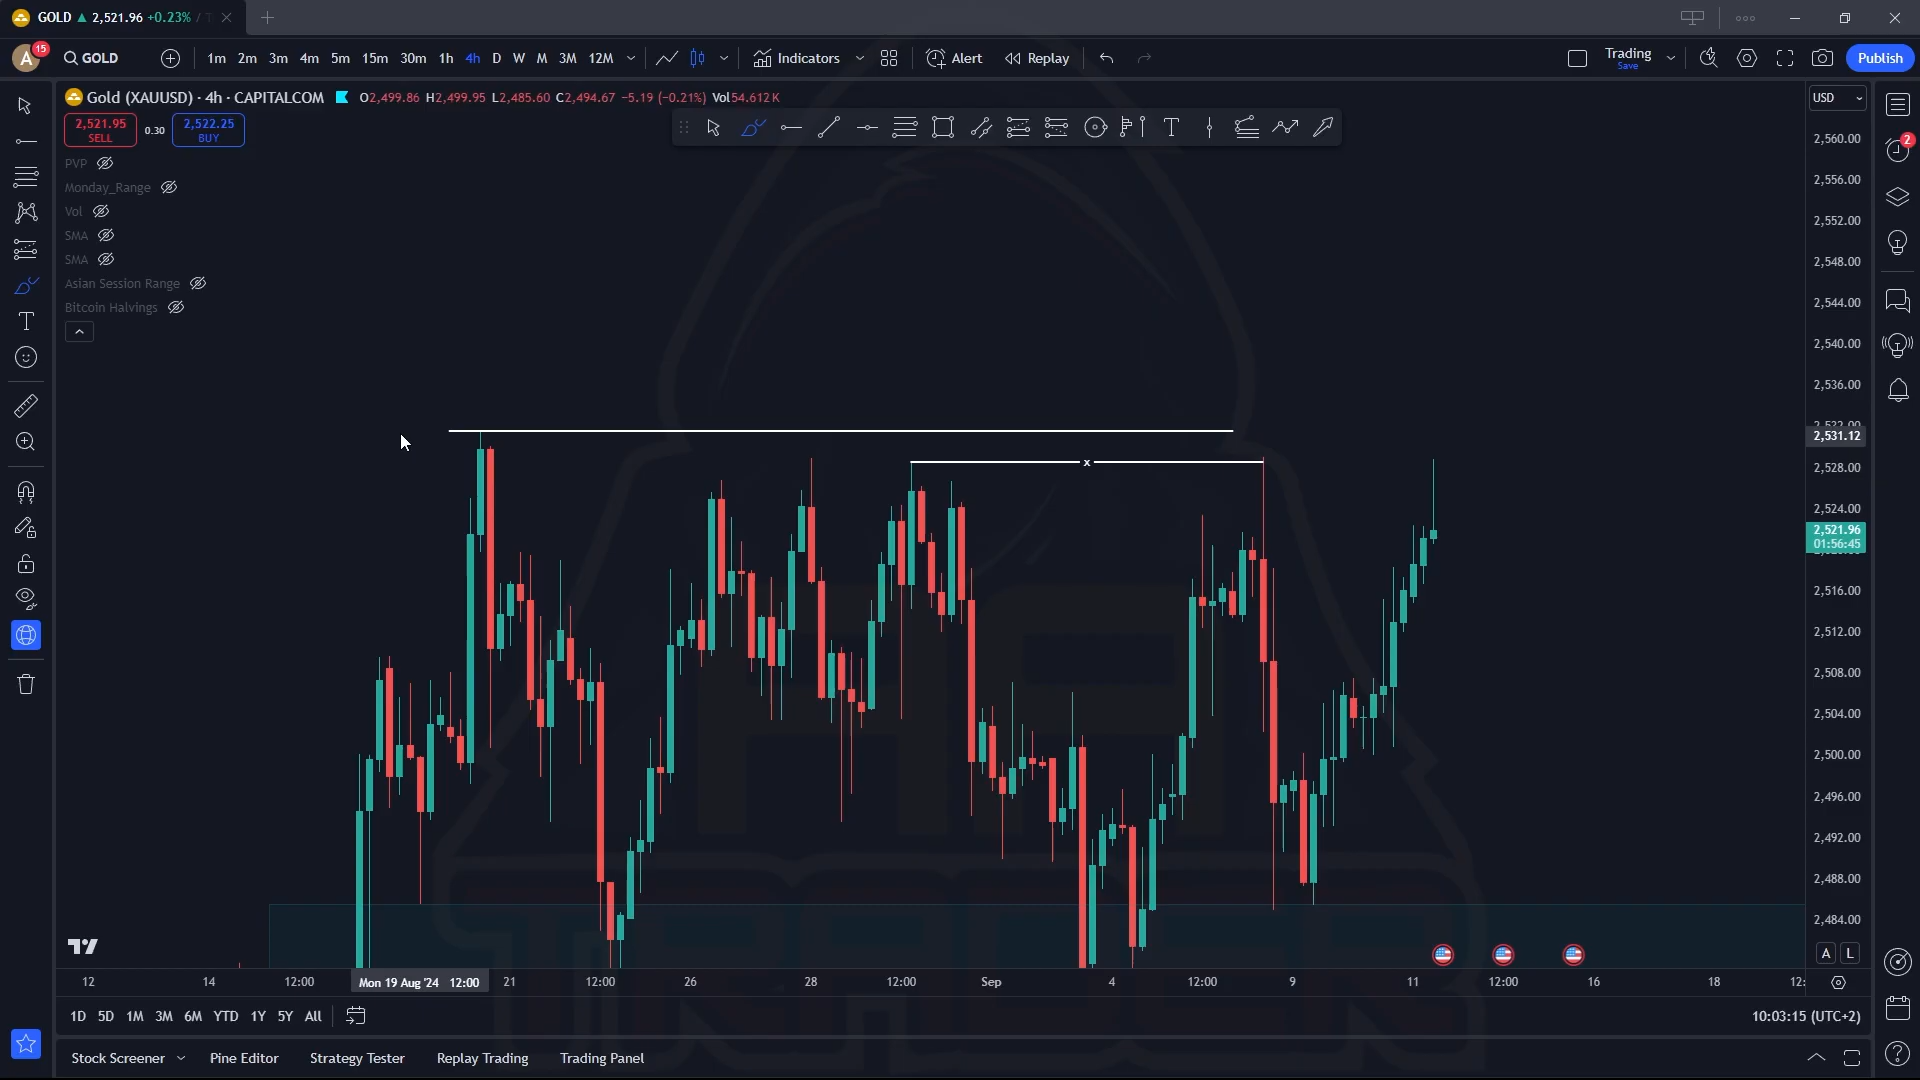 GOLD ▲ 2,521.96 +0.23% /
A 15 GOLD 1m 2m 3m 4m 5m 15m 30m 1h 4h D W M 3M 12M Indicators Alert Replay Trading Save Publish
Gold (XAUUSD) · 4h · CAPITALCOM O2,499.86 H2,499.95 L2,485.60 C2,494.67 −5.19 (−0.21%) Vol54.612K
USD
2,521.95 SELL 0.30 2,522.25 BUY
PVP
Monday_Range
Vol
SMA
SMA
Asian Session Range
Bitcoin Halvings
x
2
2,560.00
2,556.00
2,552.00
2,548.00
2,544.00
2,540.00
2,536.00
2,531.12
2,528.00
2,524.00
2,521.96
01:56:45
2,516.00
2,512.00
2,508.00
2,504.00
2,500.00
2,496.00
2,492.00
2,488.00
2,484.00
A L
TRADER
12 14 12:00 Mon 19 Aug '24 12:00 21 12:00 26 28 12:00 Sep 4 12:00 9 11 12:00 16 18 12:
1D 5D 1M 3M 6M YTD 1Y 5Y All 10:03:15 (UTC+2)
Stock Screener Pine Editor Strategy Tester Replay Trading Trading Panel